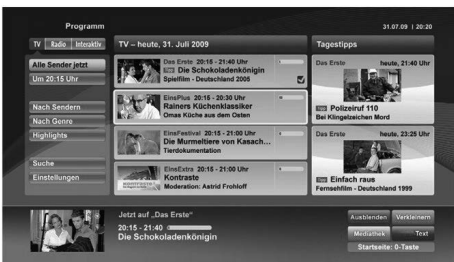 Programm
31.07.09 | 20:20
TV Radio Interaktiv
TV – heute, 31. Juli 2009
Tagestipps
Alle Sender jetzt
Um 20:15 Uhr
Nach Sendern
Nach Genre
Highlights
Suche
Einstellungen
Das Erste 20:15 - 21:40 Uhr
Die Schokoladenkönigin
Spielfilm - Deutschland 2005
EinsPlus 20:15 - 20:30 Uhr
Rainers Küchenklassiker
Omas Küche aus dem Osten
EinsFestival 20:15 - 21:00 Uhr
Die Murmeltiere von Kasach...
Tierdokumentation
EinsExtra 20:15 - 21:00 Uhr
Kontraste
Moderation: Astrid Frohloff
Das Erste heute, 21:40 Uhr
Polizeiruf 110
Bei Klingelzeichen Mord
Das Erste heute, 23:25 Uhr
Einfach raus
Fernsehfilm - Deutschland 1999
Jetzt auf „Das Erste"
20:15 - 21:40
Die Schokoladenkönigin
Ausblenden Verkleinern
Mediathek Text
Startseite: 0-Taste